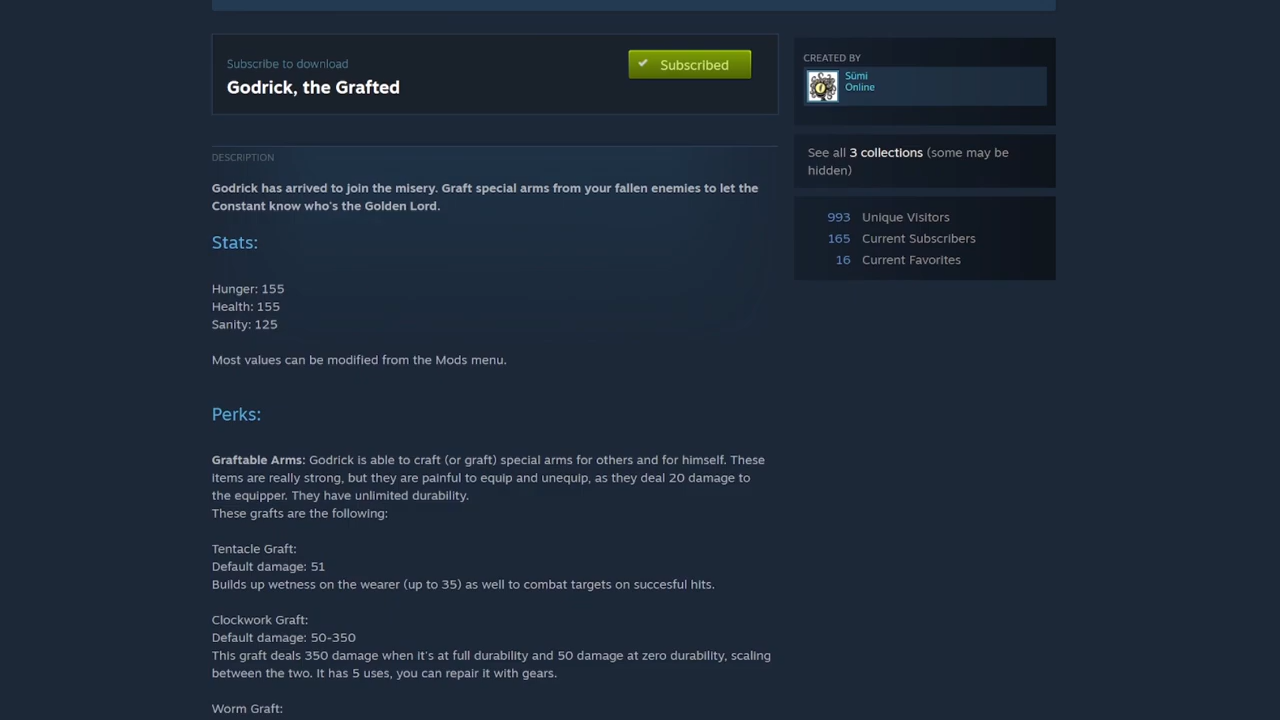 Subscribe to download
Godrick, the Grafted
Subscribed
DESCRIPTION
Godrick has arrived to join the misery. Graft special arms from your fallen enemies to let the
Constant know who's the Golden Lord.
Stats:
Hunger: 155
Health: 155
Sanity: 125
Most values can be modified from the Mods menu.
Perks:
Graftable Arms: Godrick is able to craft (or graft) special arms for others and for himself. These
items are really strong, but they are painful to equip and unequip, as they deal 20 damage to
the equipper. They have unlimited durability.
These grafts are the following:
Tentacle Graft:
Default damage: 51
Builds up wetness on the wearer (up to 35) as well to combat targets on succesful hits.
Clockwork Graft:
Default damage: 50-350
This graft deals 350 damage when it's at full durability and 50 damage at zero durability, scaling
between the two. It has 5 uses, you can repair it with gears.
Worm Graft:
CREATED BY
Sümi
Online
See all 3 collections (some may be
hidden)
993 Unique Visitors
165 Current Subscribers
16 Current Favorites